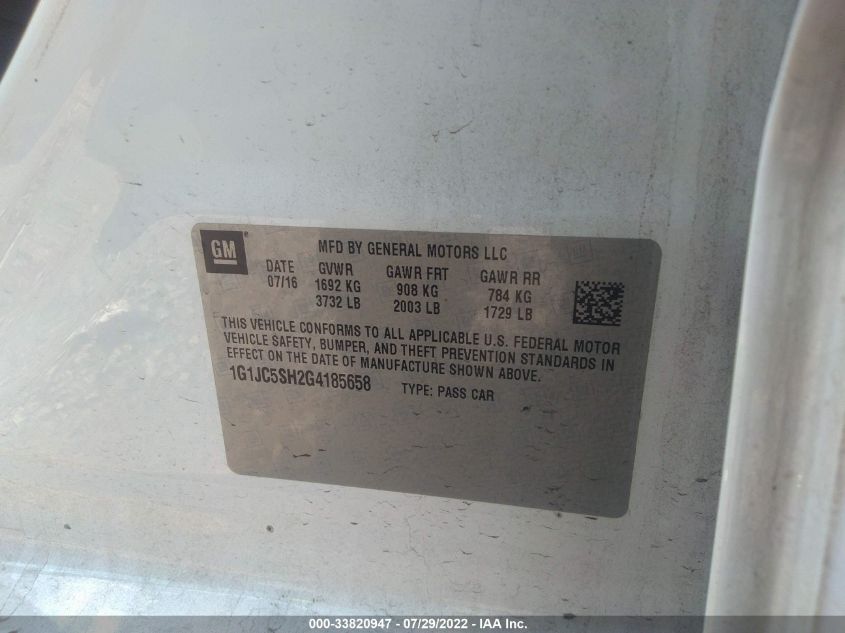 GM
®
MFD BY GENERAL MOTORS LLC
DATE GVWR GAWR FRT GAWR RR
07/16 1692 KG 908 KG 784 KG
3732 LB 2003 LB 1729 LB
THIS VEHICLE CONFORMS TO ALL APPLICABLE U.S. FEDERAL MOTOR
VEHICLE SAFETY, BUMPER, AND THEFT PREVENTION STANDARDS IN
EFFECT ON THE DATE OF MANUFACTURE SHOWN ABOVE.
1G1JC5SH2G4185658 TYPE: PASS CAR
000-33820947 - 07/29/2022 - IAA Inc.